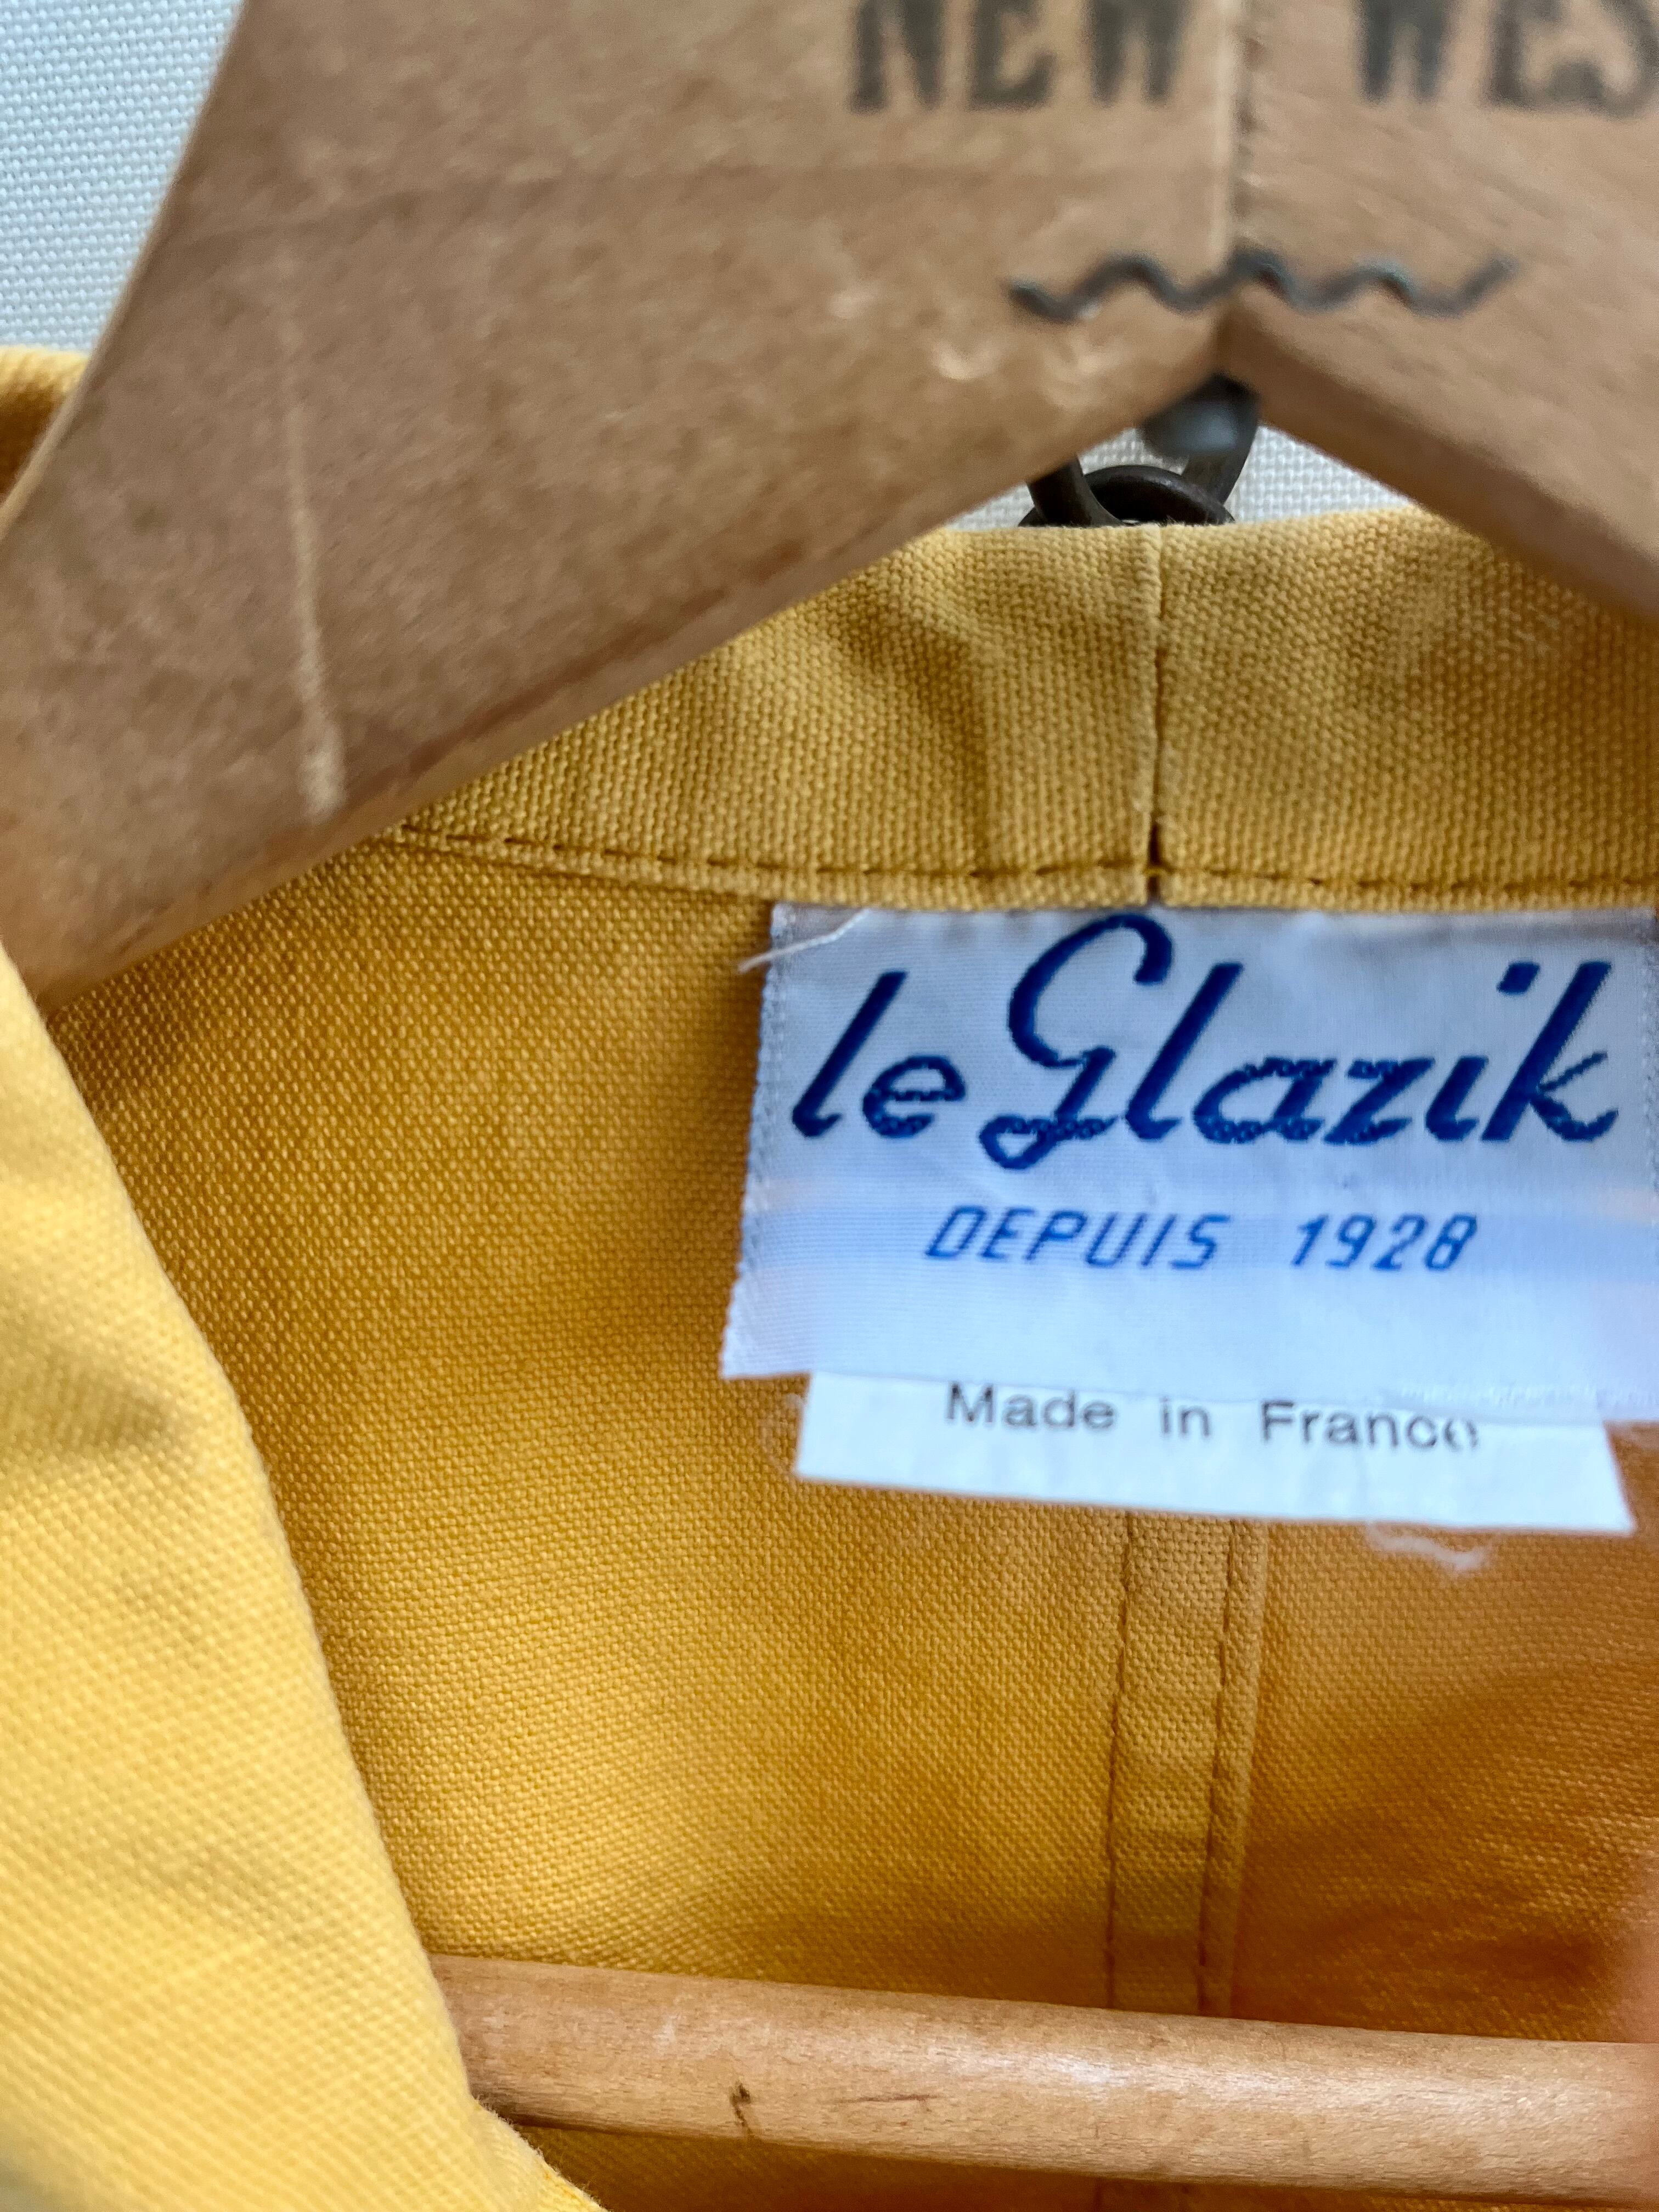 NEW WES
le Glazik
DEPUIS 1928
Made in France